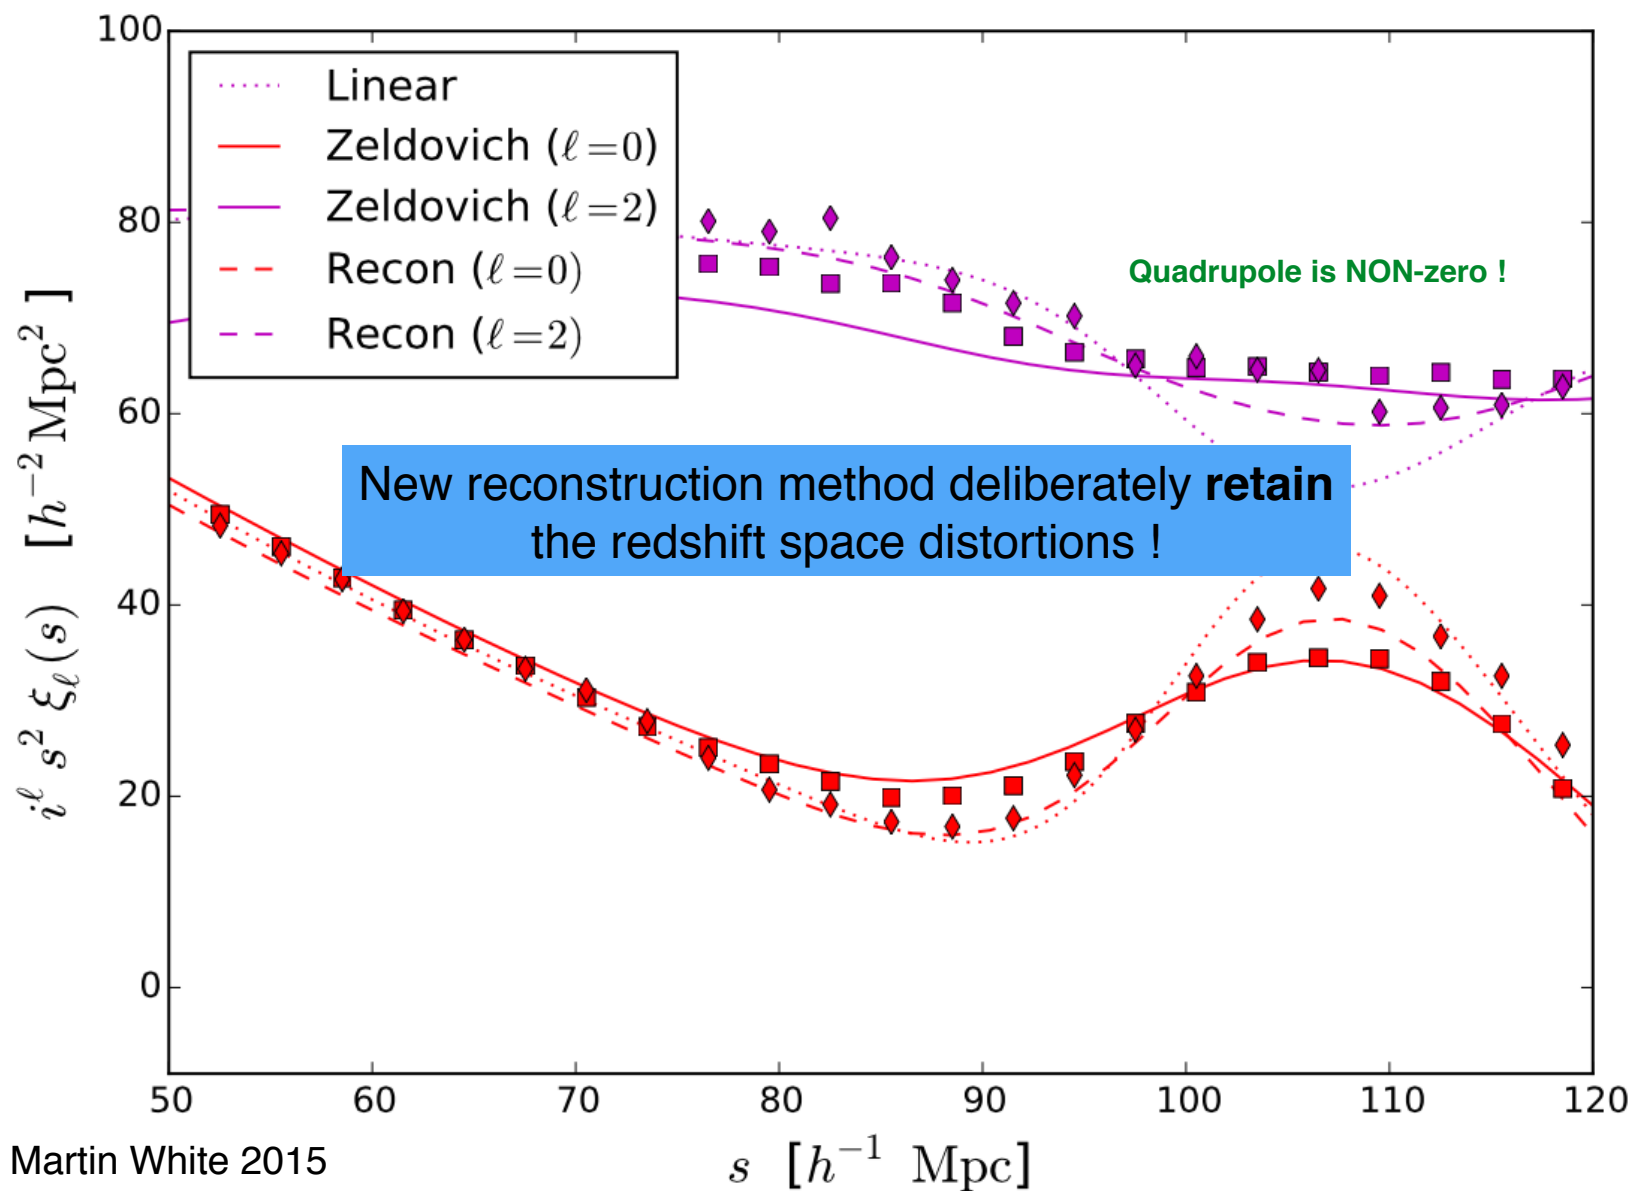 100
80
60
40
20
0
50 60 70 80 90 100 110 120
Linear
Zeldovich (ℓ=0)
Zeldovich (ℓ=2)
Recon (ℓ=0)
Recon (ℓ=2)
Quadrupole is NON-zero !
New reconstruction method deliberately retain
the redshift space distortions !
i^ℓ s² ξ_ℓ(s) [h⁻²Mpc²]
s [h⁻¹ Mpc]
Martin White 2015